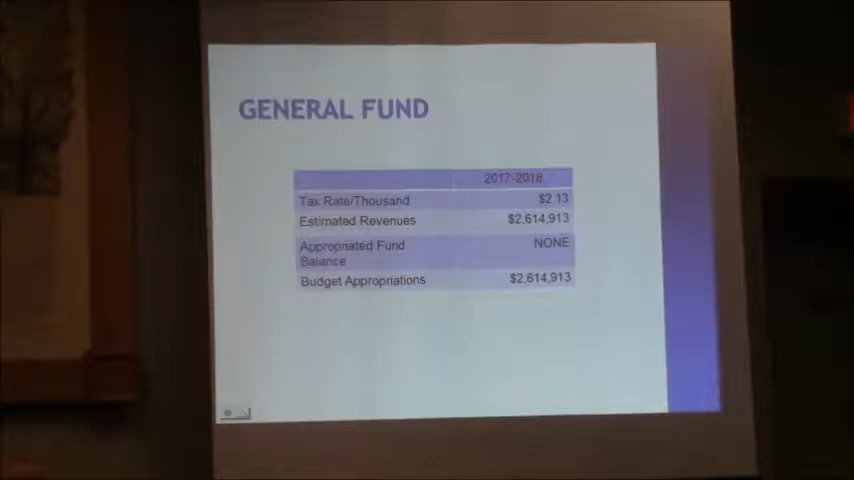 GENERAL FUND
2017-2018
Tax Rate/Thousand $2.13
Estimated Revenues $2,614,913
Appropriated Fund NONE
Balance
Budget Appropriations $2,614,913